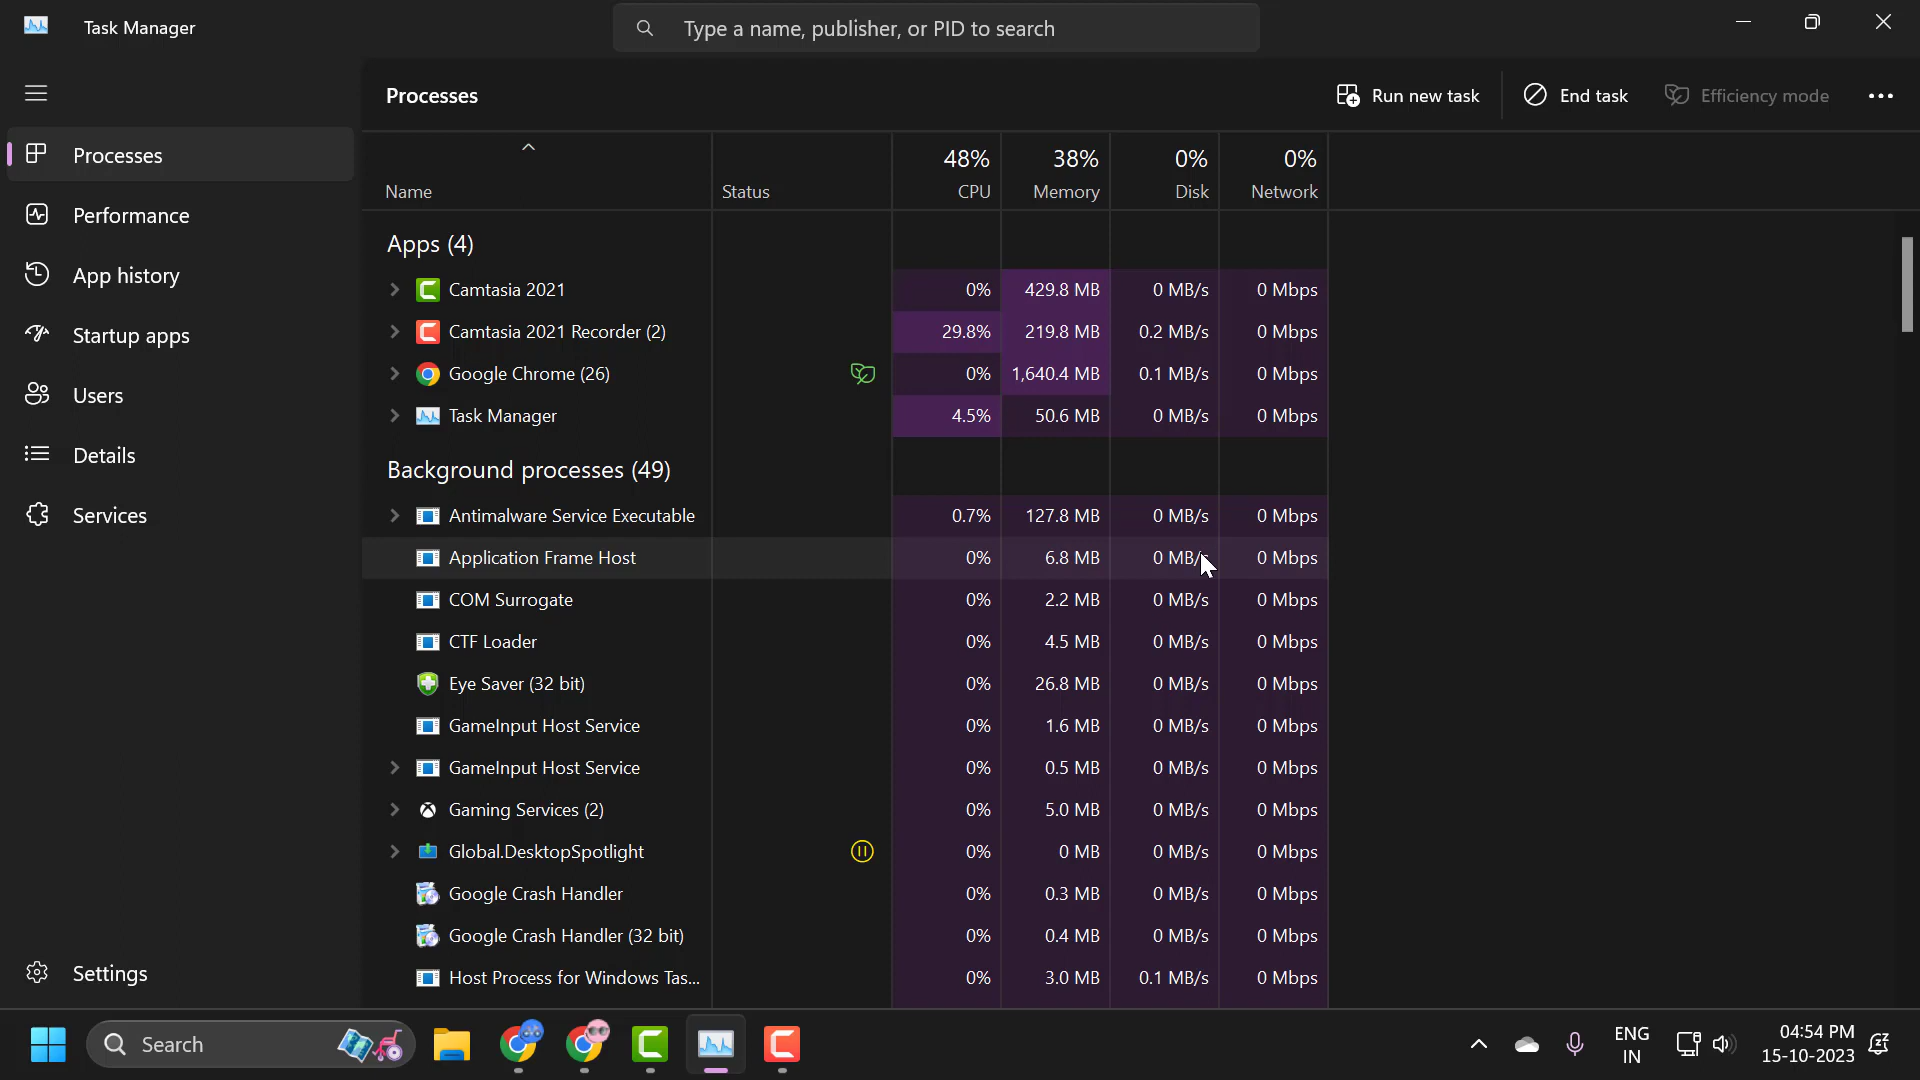 Task Manager
Type a name, publisher, or PID to search
Processes
Performance
App history
Startup apps
Users
Details
Services
Settings
Processes
Run new task
End task
Efficiency mode
48% 38% 0% 0%
Name Status CPU Memory Disk Network
Apps (4)
Camtasia 2021 0% 429.8 MB 0 MB/s 0 Mbps
Camtasia 2021 Recorder (2) 29.8% 219.8 MB 0.2 MB/s 0 Mbps
Google Chrome (26) 0% 1,640.4 MB 0.1 MB/s 0 Mbps
Task Manager 4.5% 50.6 MB 0 MB/s 0 Mbps
Background processes (49)
Antimalware Service Executable 0.7% 127.8 MB 0 MB/s 0 Mbps
Application Frame Host 0% 6.8 MB 0 MB/s 0 Mbps
COM Surrogate 0% 2.2 MB 0 MB/s 0 Mbps
CTF Loader 0% 4.5 MB 0 MB/s 0 Mbps
Eye Saver (32 bit) 0% 26.8 MB 0 MB/s 0 Mbps
GameInput Host Service 0% 1.6 MB 0 MB/s 0 Mbps
GameInput Host Service 0% 0.5 MB 0 MB/s 0 Mbps
Gaming Services (2) 0% 5.0 MB 0 MB/s 0 Mbps
Global.DesktopSpotlight 0% 0 MB 0 MB/s 0 Mbps
Google Crash Handler 0% 0.3 MB 0 MB/s 0 Mbps
Google Crash Handler (32 bit) 0% 0.4 MB 0 MB/s 0 Mbps
Host Process for Windows Tas... 0% 3.0 MB 0.1 MB/s 0 Mbps
Search
ENG
IN
04:54 PM
15-10-2023